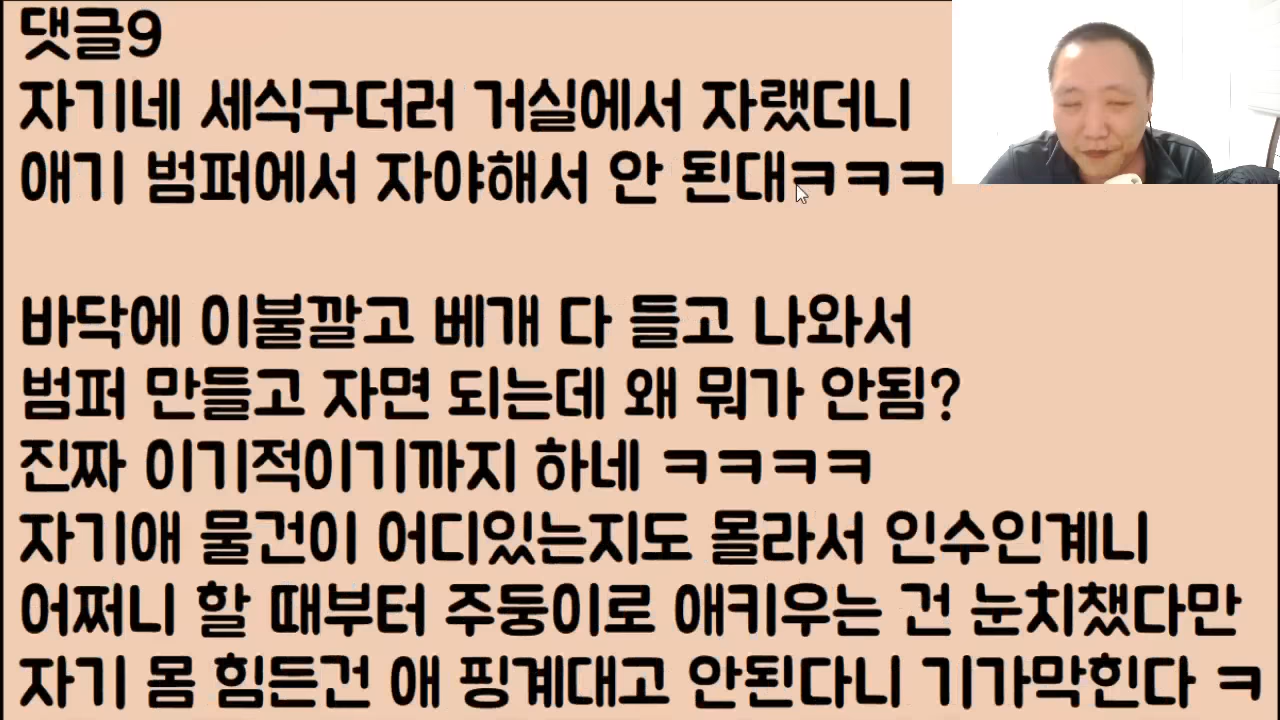 댓글9
자기네 세식구더러 거실에서 자랬더니
애기 범퍼에서 자야해서 안 된대ㅋㅋㅋ
바닥에 이불깔고 베개 다 들고 나와서
범퍼 만들고 자면 되는데 왜 뭐가 안됨?
진짜 이기적이기까지 하네 ㅋㅋㅋㅋ
자기애 물건이 어디있는지도 몰라서 인수인계니
어쩌니 할 때부터 주둥이로 애키우는 건 눈치챘다만
자기 몸 힘든건 애 핑계대고 안된다니 기가막힌다 ㅋ